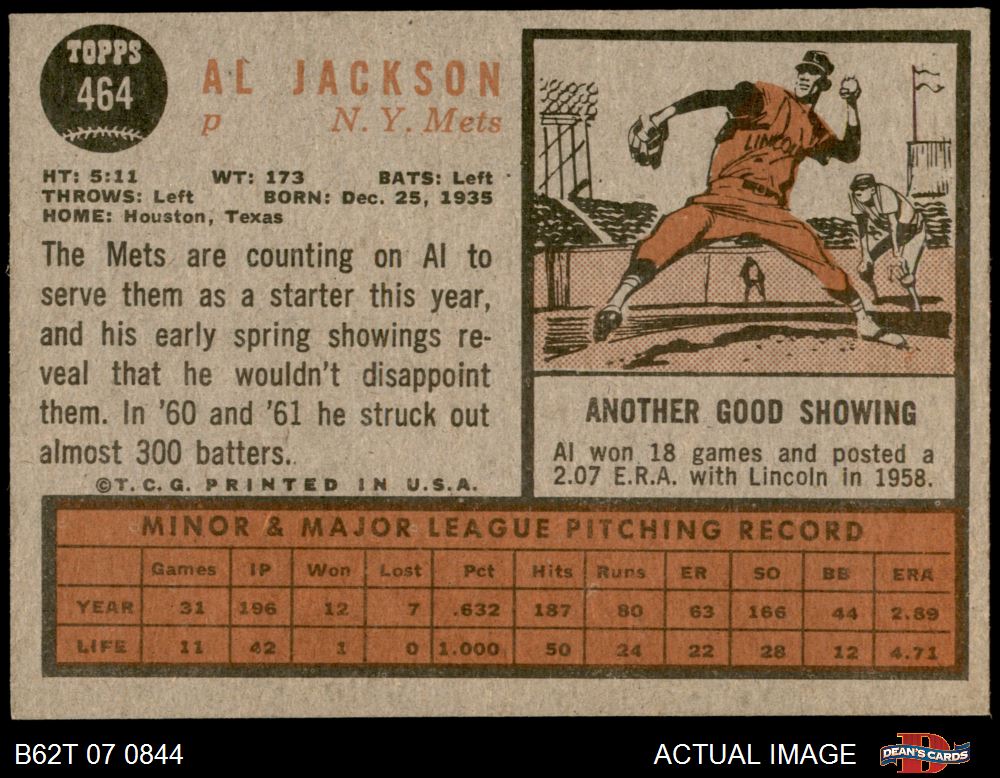 TOPPS
464
AL JACKSON
p N. Y. Mets
HT: 5:11 WT: 173 BATS: Left
THROWS: Left BORN: Dec. 25, 1935
HOME: Houston, Texas
The Mets are counting on Al to
serve them as a starter this year,
and his early spring showings re-
veal that he wouldn't disappoint
them. In '60 and '61 he struck out
almost 300 batters.
©T. C. G. PRINTED IN U.S.A.
LINCOL
ANOTHER GOOD SHOWING
Al won 18 games and posted a
2.07 E.R.A. with Lincoln in 1958.
MINOR & MAJOR LEAGUE PITCHING RECORD
Games IP Won Lost Pct Hits Runs ER SO BB ERA
YEAR 31 196 12 7 .632 187 80 63 166 44 2.89
LIFE 11 42 1 0 1.000 50 24 22 28 12 4.71
B62T 07 0844
ACTUAL IMAGE
DEAN'S CARDS